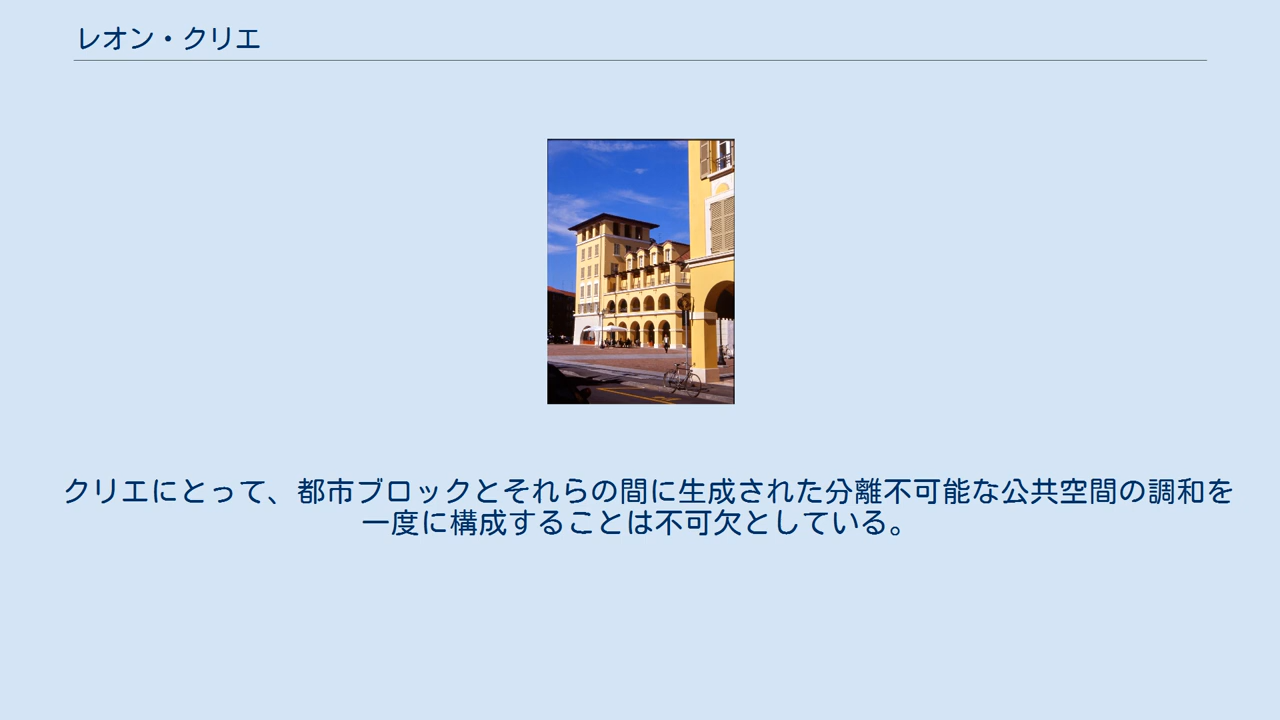 レオン・クリエ
クリエにとって、都市ブロックとそれらの間に生成された分離不可能な公共空間の調和を
一度に構成することは不可欠としている。